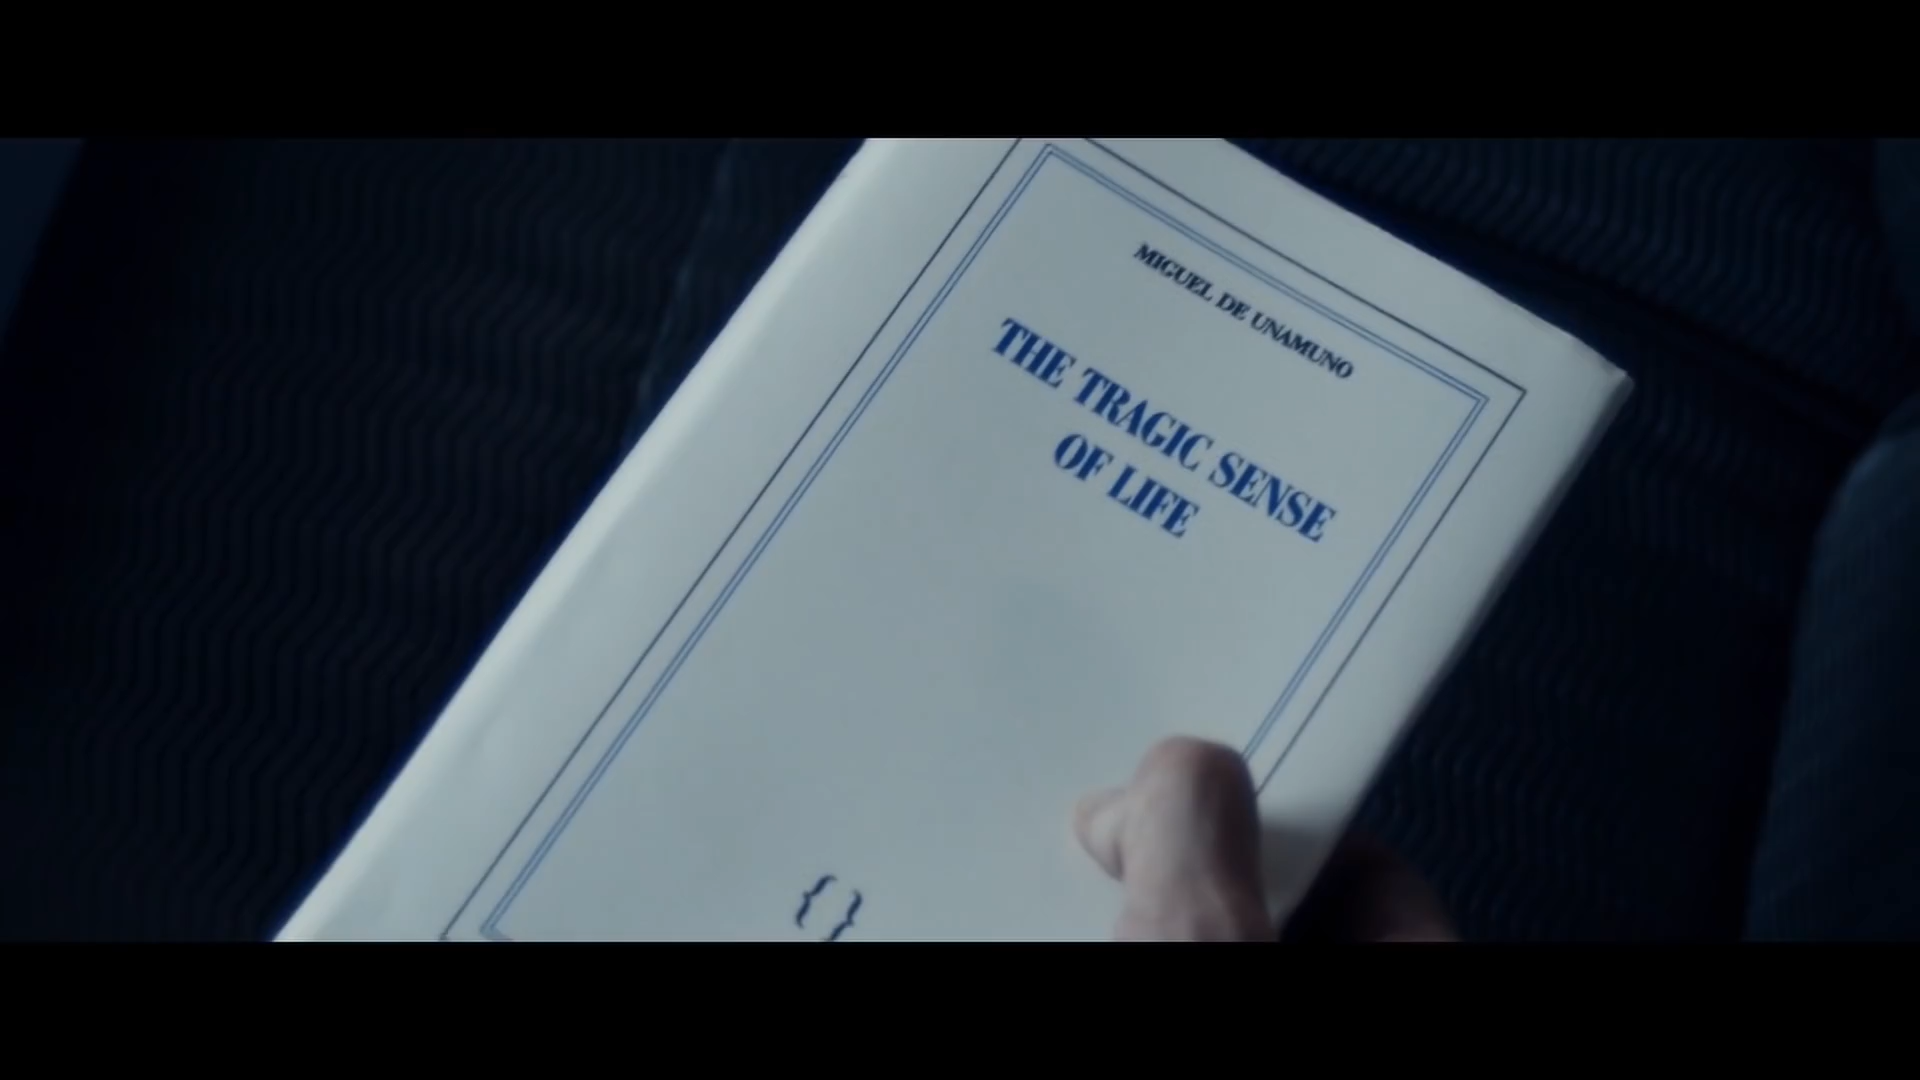 MIGUEL DE UNAMUNO
THE TRAGIC SENSE
OF LIFE
{ }